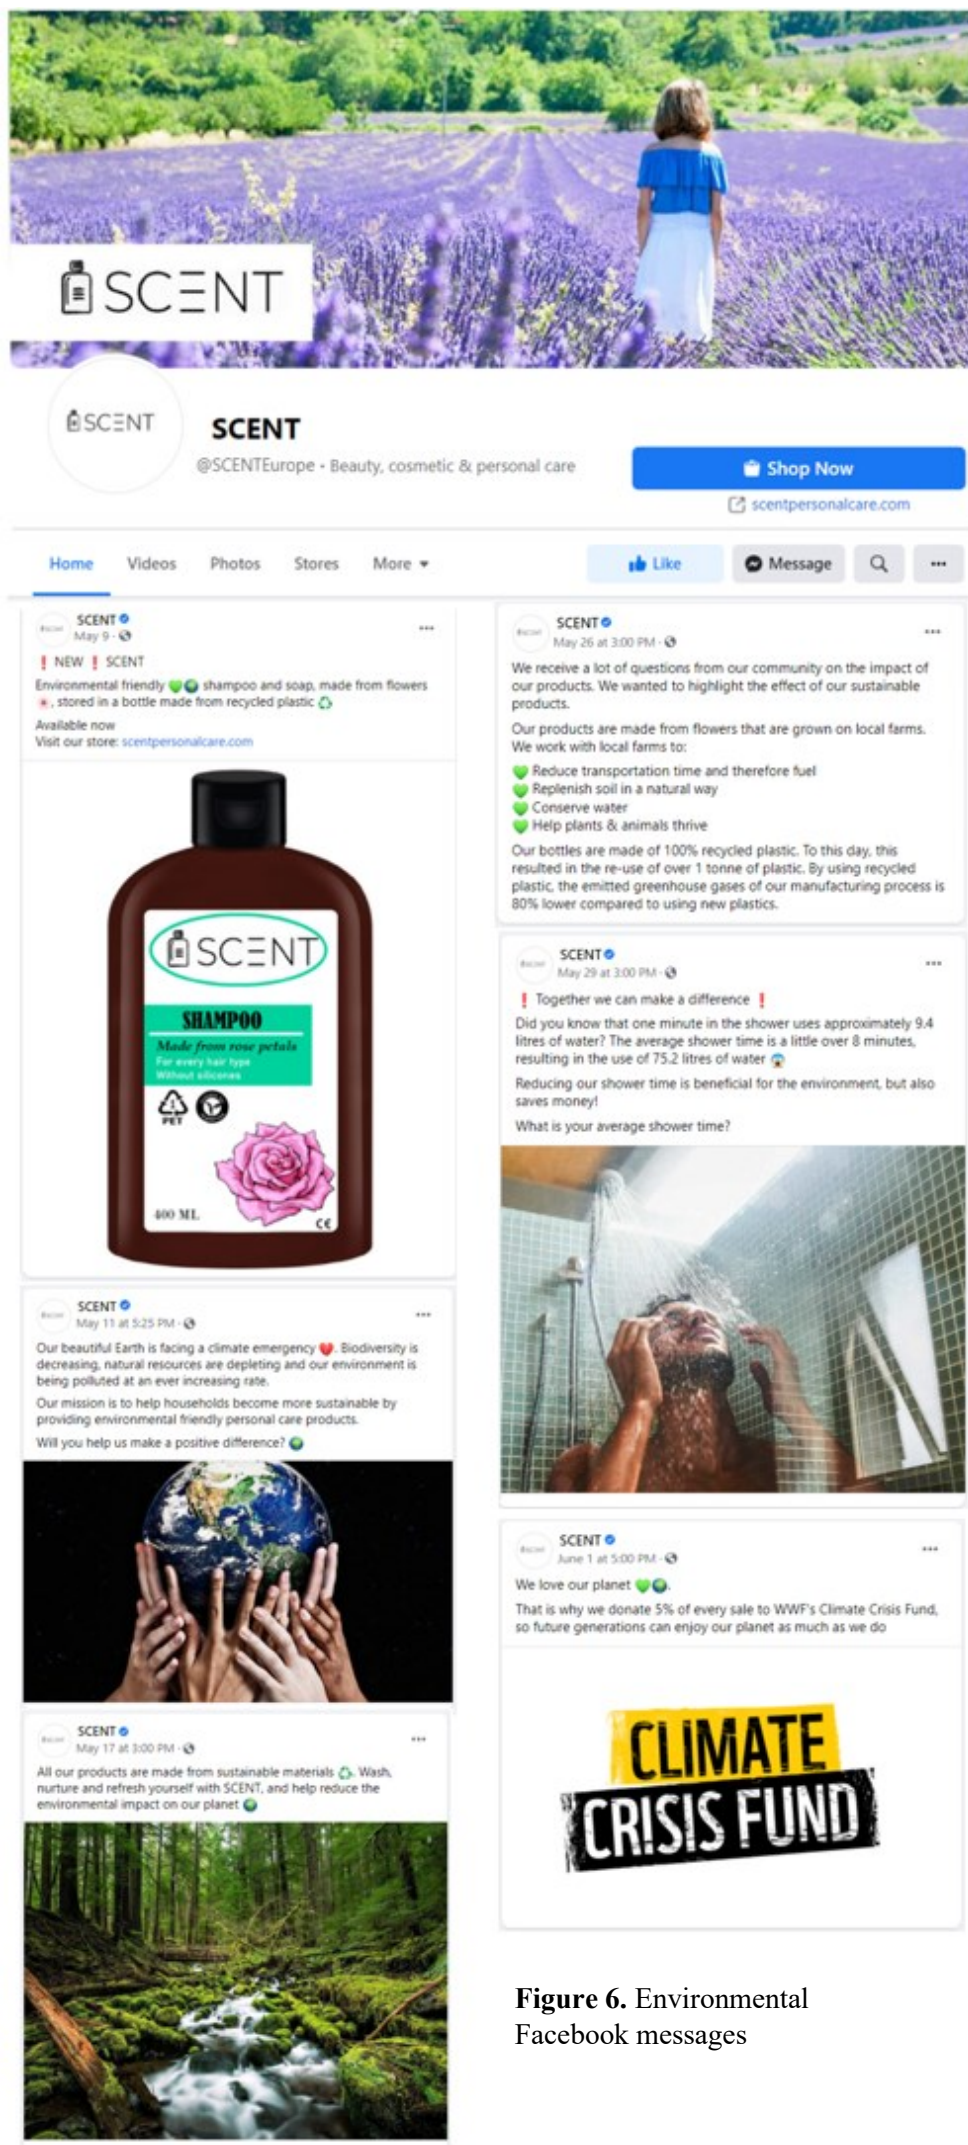 SCENT
SCENT
SCENT
@SCENTEurope • Beauty, cosmetic & personal care
Shop Now
scentpersonalcare.com
Home Videos Photos Stores More
Like Message
SCENT
May 9
❗ NEW ❗ SCENT
Environmental friendly 💚🌍 shampoo and soap, made from flowers
🌸, stored in a bottle made from recycled plastic ♻️
Available now
Visit our store: scentpersonalcare.com
SCENT
SHAMPOO
Made from rose petals
For every hair type
Without silicones
1
PET
400 ML
CE
SCENT
May 11 at 5:25 PM
Our beautiful Earth is facing a climate emergency 💔. Biodiversity is
decreasing, natural resources are depleting and our environment is
being polluted at an ever increasing rate.
Our mission is to help households become more sustainable by
providing environmental friendly personal care products.
Will you help us make a positive difference? 🌍
SCENT
May 17 at 3:00 PM
All our products are made from sustainable materials ♻️. Wash,
nurture and refresh yourself with SCENT, and help reduce the
environmental impact on our planet 🌍
SCENT
May 26 at 3:00 PM
We receive a lot of questions from our community on the impact of
our products. We wanted to highlight the effect of our sustainable
products.
Our products are made from flowers that are grown on local farms.
We work with local farms to:
💚 Reduce transportation time and therefore fuel
💚 Replenish soil in a natural way
💚 Conserve water
💚 Help plants & animals thrive
Our bottles are made of 100% recycled plastic. To this day, this
resulted in the re-use of over 1 tonne of plastic. By using recycled
plastic, the emitted greenhouse gases of our manufacturing process is
80% lower compared to using new plastics.
SCENT
May 29 at 3:00 PM
❗ Together we can make a difference ❗
Did you know that one minute in the shower uses approximately 9.4
litres of water? The average shower time is a little over 8 minutes,
resulting in the use of 75.2 litres of water 😱
Reducing our shower time is beneficial for the environment, but also
saves money!
What is your average shower time?
SCENT
June 1 at 5:00 PM
We love our planet 💚🌍.
That is why we donate 5% of every sale to WWF's Climate Crisis Fund,
so future generations can enjoy our planet as much as we do
CLIMATE
CRISIS FUND
Figure 6. Environmental
Facebook messages